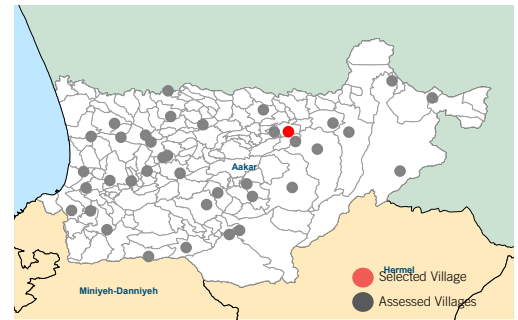 Aakar
Hermel
Selected Village
Miniyeh-Danniyeh
Assessed Villages